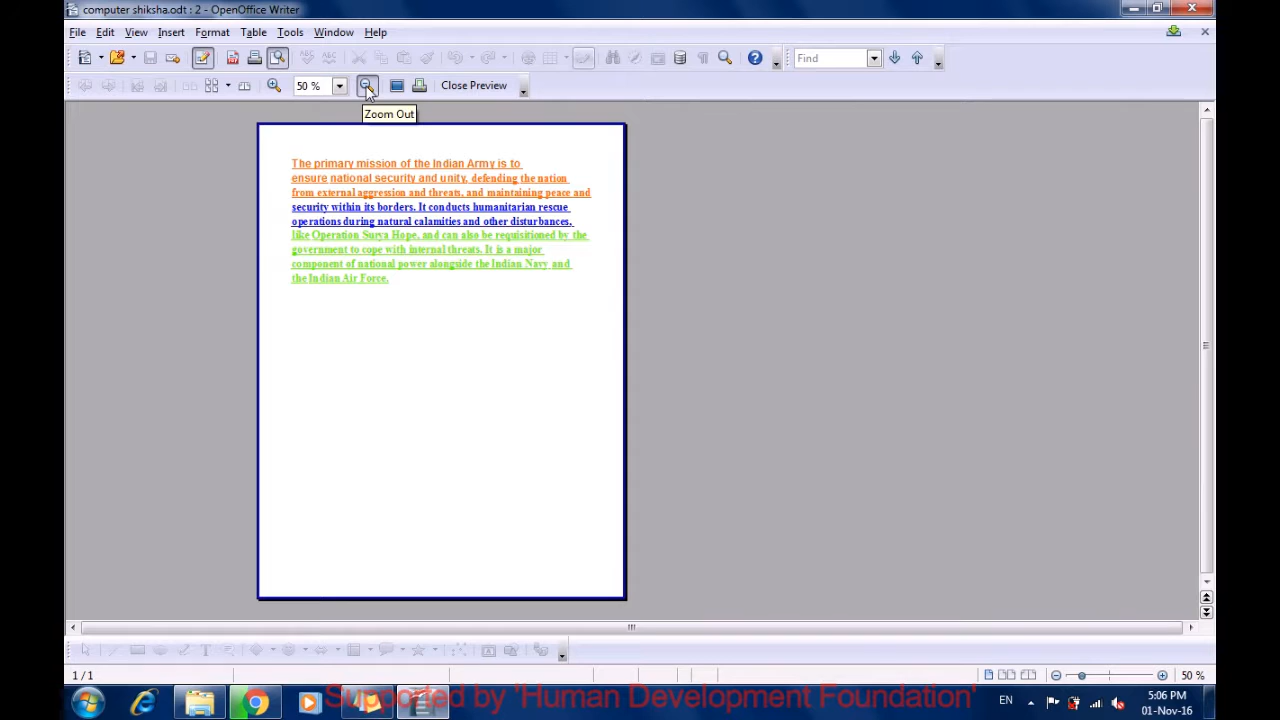 computer shiksha.odt : 2 - OpenOffice Writer
File Edit View Insert Format Table Tools Window Help
Find
50 % Close Preview
Zoom Out
The primary mission of the Indian Army is to
ensure national security and unity, defending the nation
from external aggression and threats, and maintaining peace and
security within its borders. It conducts humanitarian rescue
operations during natural calamities and other disturbances,
like Operation Surya Hope, and can also be requisitioned by the
government to cope with internal threats. It is a major
component of national power alongside the Indian Navy and
the Indian Air Force.
1 / 1 50 %
Supported by 'Human Development Foundation'
EN 5:06 PM
01-Nov-16